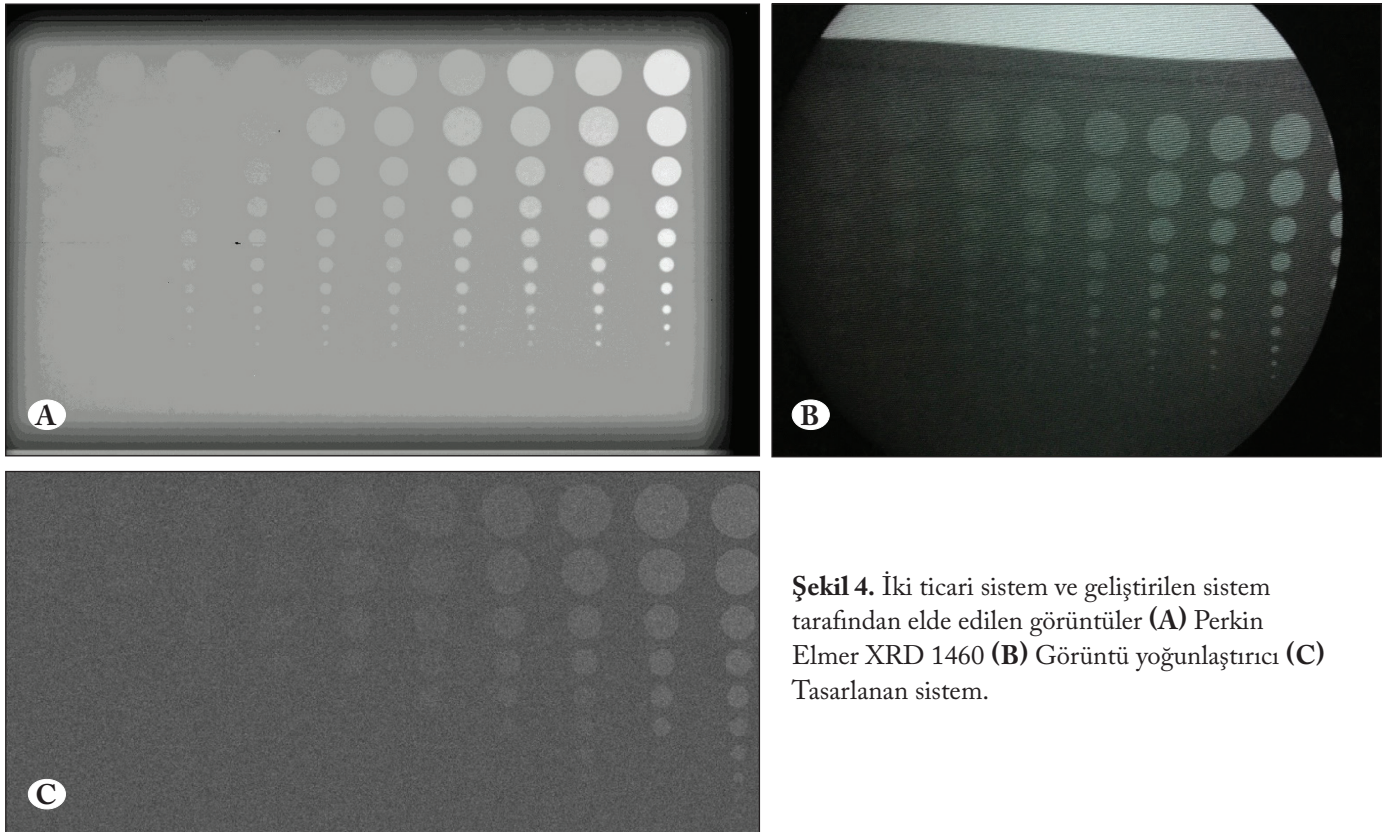 A
B
C
Şekil 4. İki ticari sistem ve geliştirilen sistem
tarafından elde edilen görüntüler (A) Perkin
Elmer XRD 1460 (B) Görüntü yoğunlaştırıcı (C)
Tasarlanan sistem.